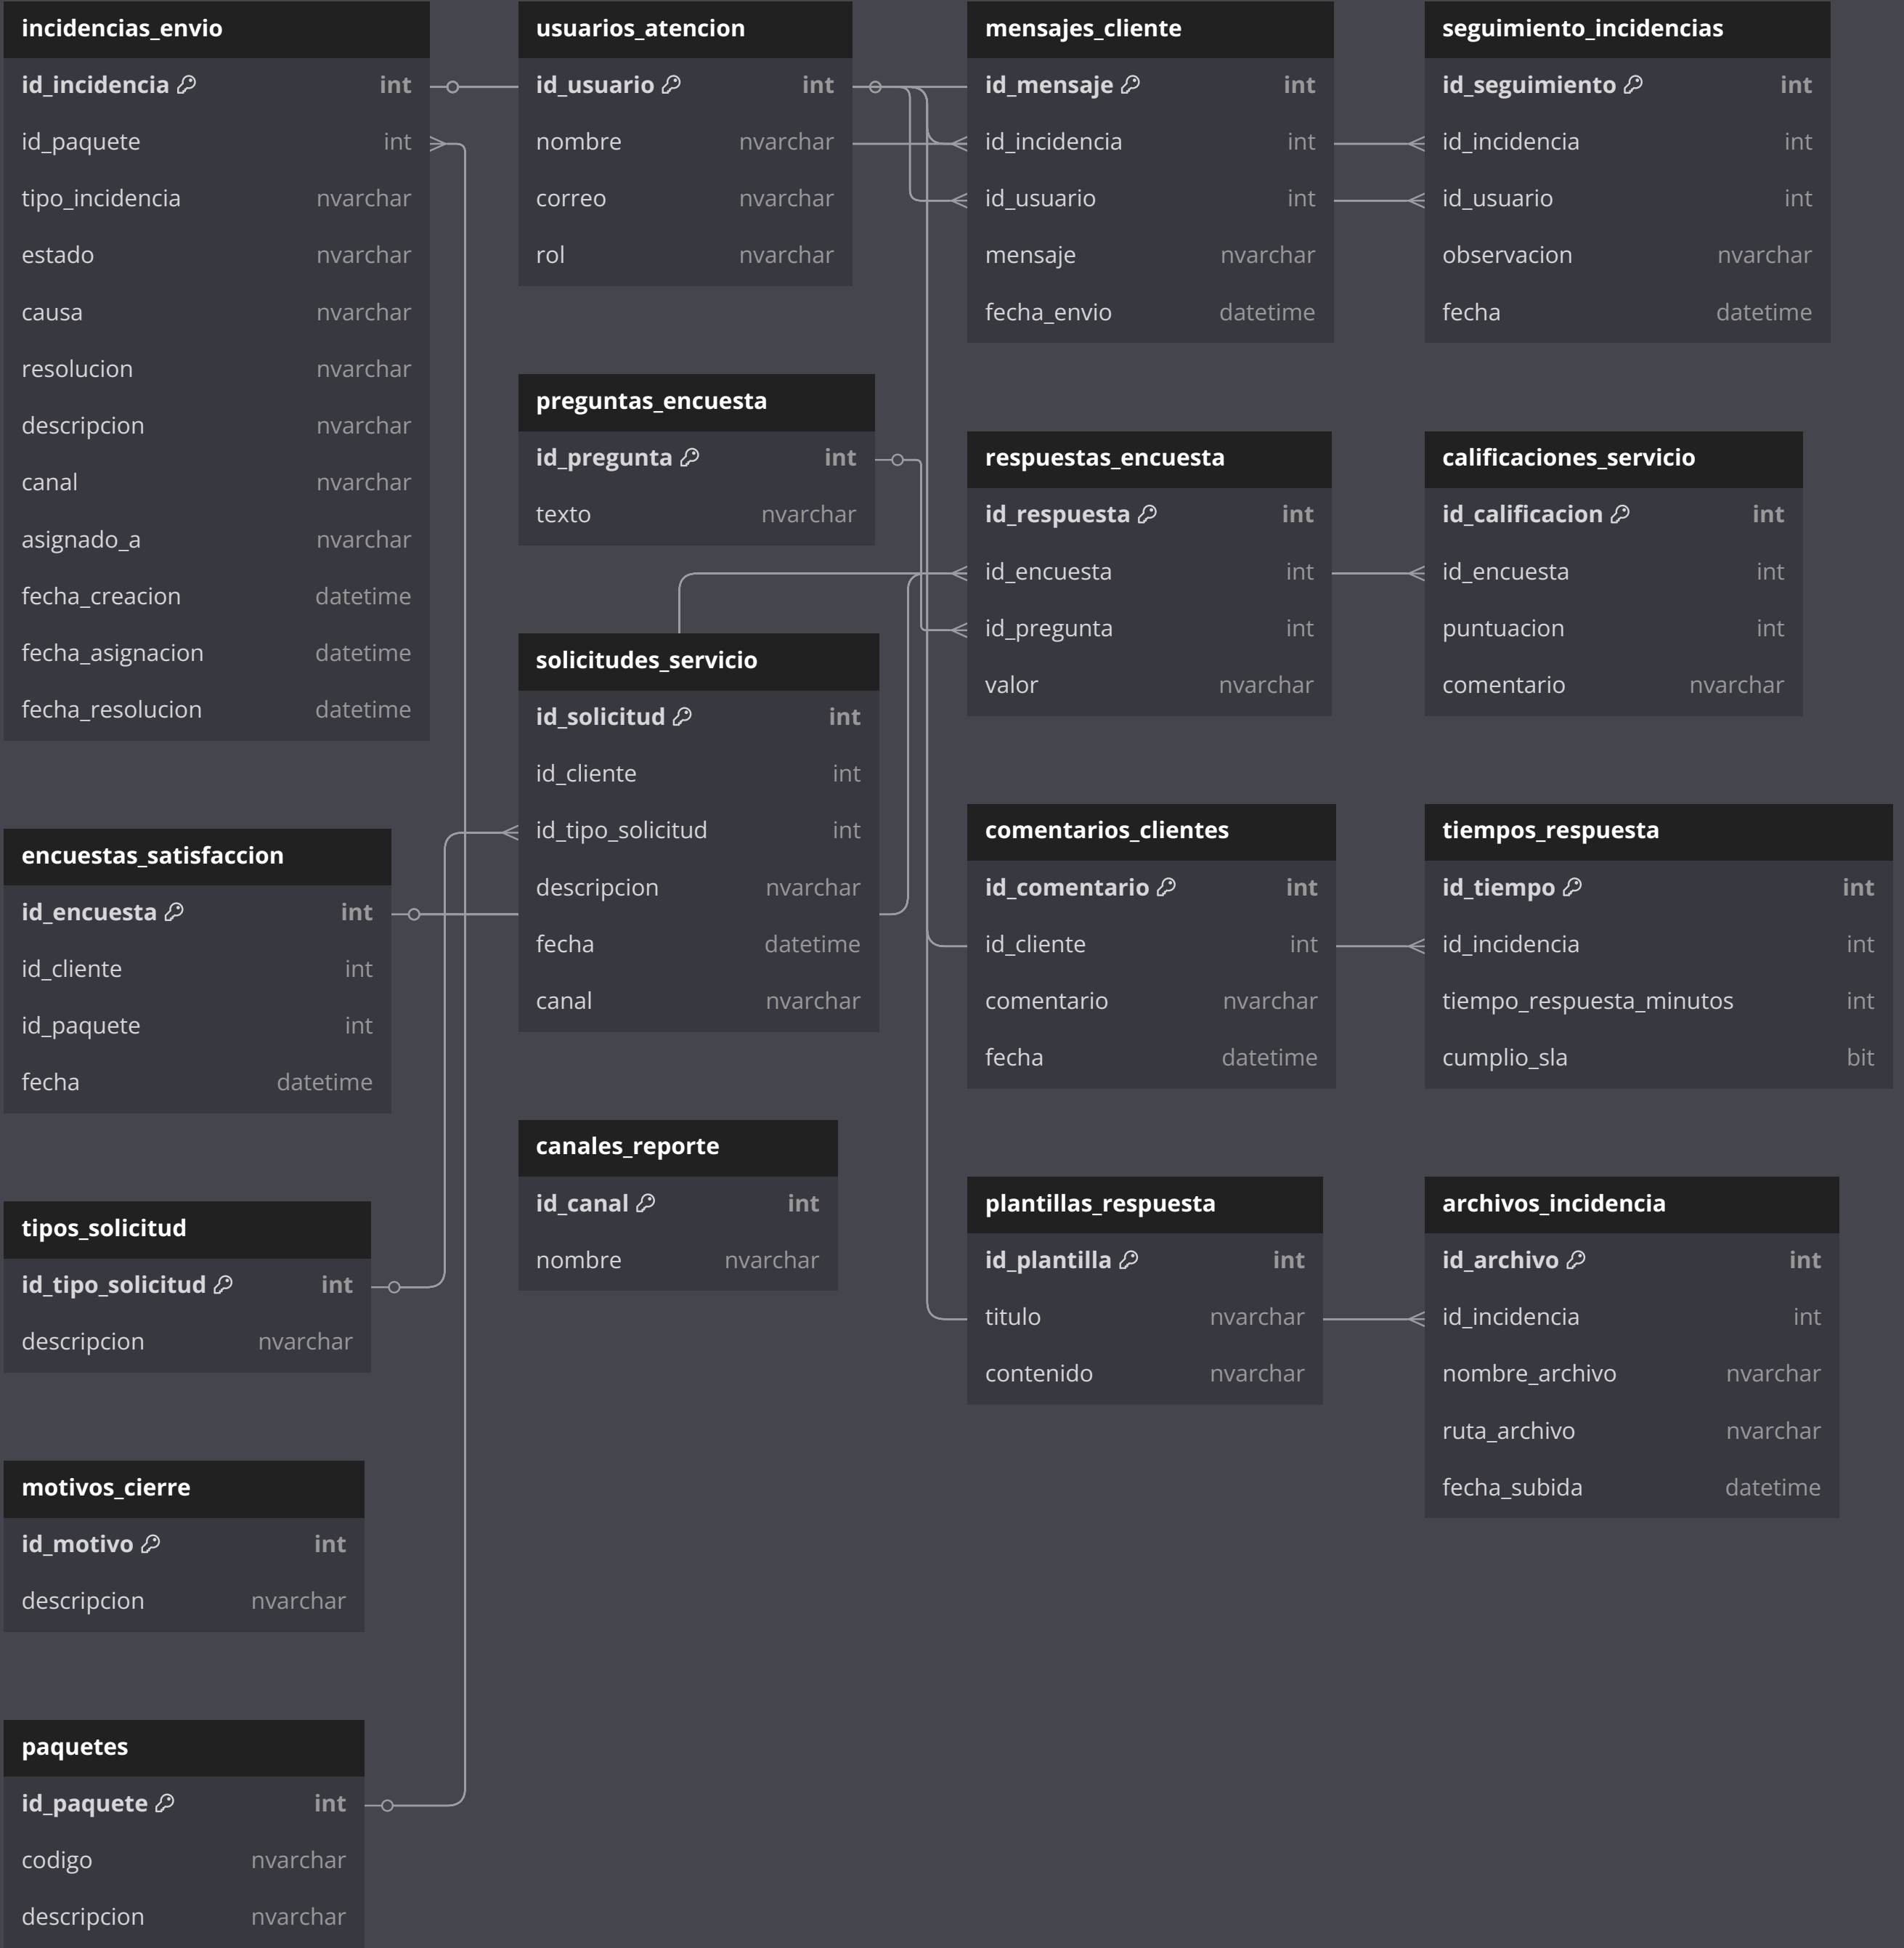 incidencias_envio
id_incidencia int
id_paquete int
tipo_incidencia nvarchar
estado nvarchar
causa nvarchar
resolucion nvarchar
descripcion nvarchar
canal nvarchar
asignado_a nvarchar
fecha_creacion datetime
fecha_asignacion datetime
fecha_resolucion datetime
encuestas_satisfaccion
id_encuesta int
id_cliente int
id_paquete int
fecha datetime
tipos_solicitud
id_tipo_solicitud int
descripcion nvarchar
motivos_cierre
id_motivo int
descripcion nvarchar
paquetes
id_paquete int
codigo nvarchar
descripcion nvarchar
usuarios_atencion
id_usuario int
nombre nvarchar
correo nvarchar
rol nvarchar
preguntas_encuesta
id_pregunta int
texto nvarchar
solicitudes_servicio
id_solicitud int
id_cliente int
id_tipo_solicitud int
descripcion nvarchar
fecha datetime
canal nvarchar
canales_reporte
id_canal int
nombre nvarchar
mensajes_cliente
id_mensaje int
id_incidencia int
id_usuario int
mensaje nvarchar
fecha_envio datetime
respuestas_encuesta
id_respuesta int
id_encuesta int
id_pregunta int
valor nvarchar
comentarios_clientes
id_comentario int
id_cliente int
comentario nvarchar
fecha datetime
plantillas_respuesta
id_plantilla int
titulo nvarchar
contenido nvarchar
seguimiento_incidencias
id_seguimiento int
id_incidencia int
id_usuario int
observacion nvarchar
fecha datetime
calificaciones_servicio
id_calificacion int
id_encuesta int
puntuacion int
comentario nvarchar
tiempos_respuesta
id_tiempo int
id_incidencia int
tiempo_respuesta_minutos int
cumplio_sla bit
archivos_incidencia
id_archivo int
id_incidencia int
nombre_archivo nvarchar
ruta_archivo nvarchar
fecha_subida datetime